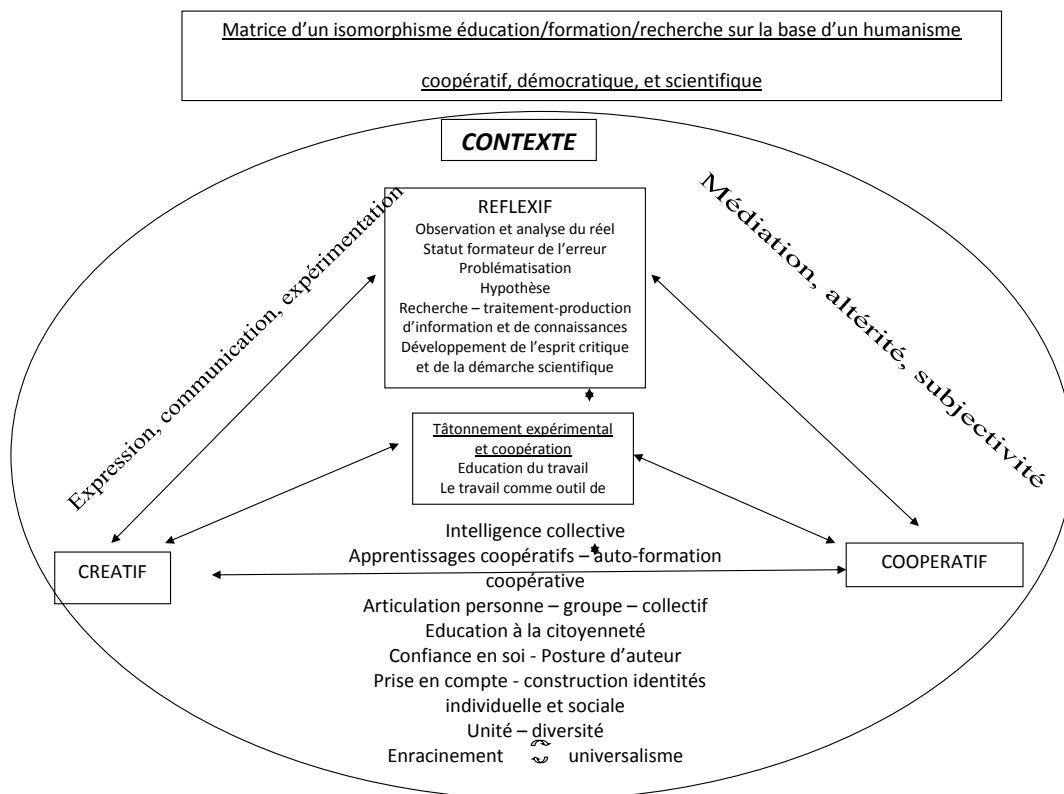 Matrice d’un isomorphisme éducation/formation/recherche sur la base d’un humanisme
coopératif, démocratique, et scientifique
CONTEXTE
Expression, communication, expérimentation
Médiation, altérité, subjectivité
REFLEXIF
Observation et analyse du réel
Statut formateur de l’erreur
Problématisation
Hypothèse
Recherche – traitement-production
d’information et de connaissances
Développement de l’esprit critique
et de la démarche scientifique
Tâtonnement expérimental
et coopération
Education du travail
Le travail comme outil de
CREATIF
COOPERATIF
Intelligence collective
Apprentissages coopératifs – auto-formation
coopérative
Articulation personne – groupe – collectif
Education à la citoyenneté
Confiance en soi - Posture d’auteur
Prise en compte - construction identités
individuelle et sociale
Unité – diversité
Enracinement universalisme